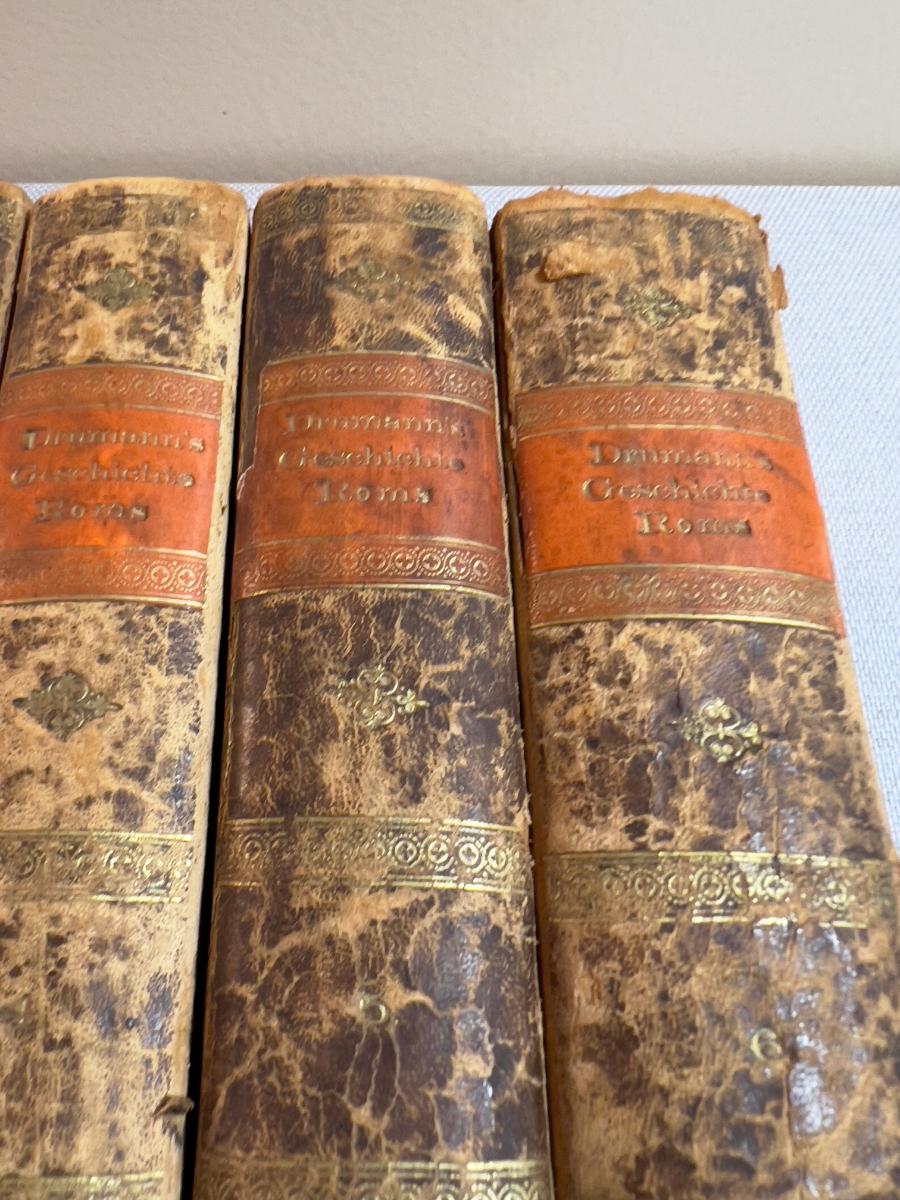 Drumann's
Geschichte
Roms
Drumann's
Geschichte
Roms
5.
Drumann's
Geschichte
Roms
6